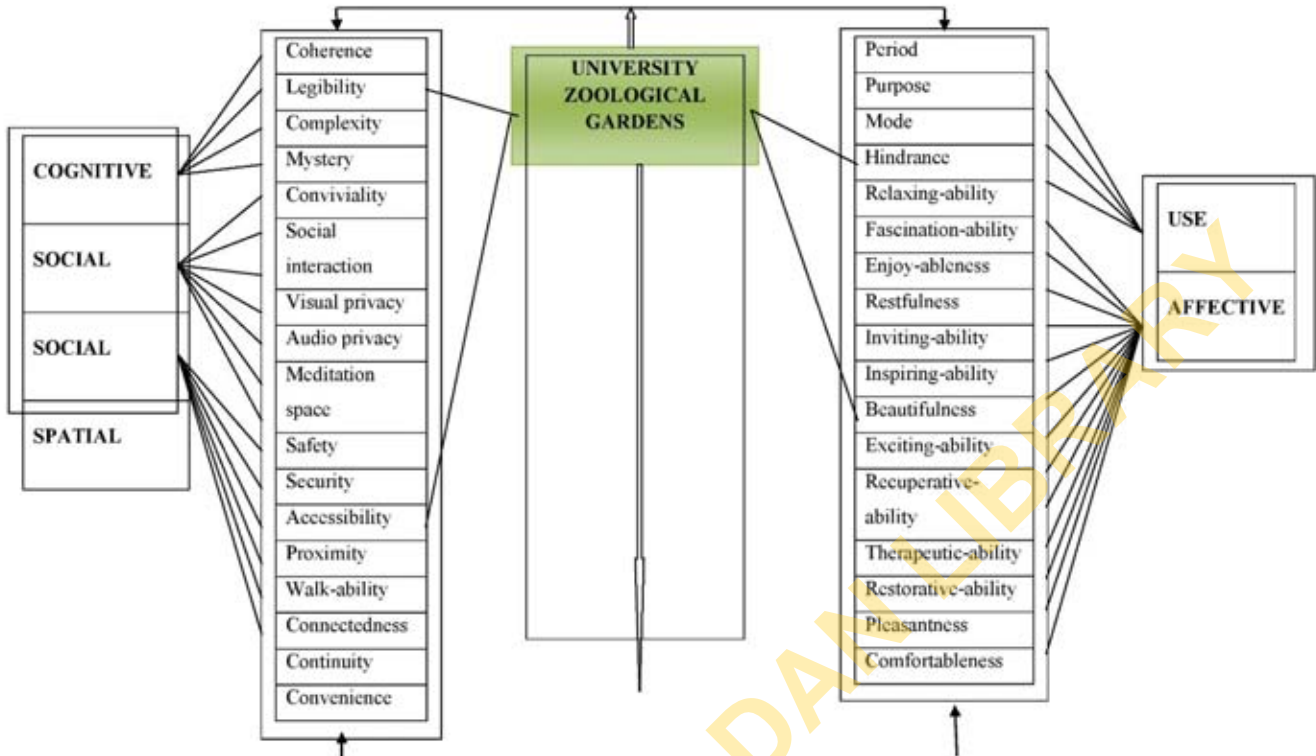 COGNITIVE
SOCIAL
SOCIAL
SPATIAL
Coherence
Legibility
Complexity
Mystery
Conviviality
Social
interaction
Visual privacy
Audio privacy
Meditation
space
Safety
Security
Accessibility
Proximity
Walk-ability
Connectedness
Continuity
Convenience
UNIVERSITY
ZOOLOGICAL
GARDENS
Period
Purpose
Mode
Hindrance
Relaxing-ability
Fascination-ability
Enjoy-ableness
Restfulness
Inviting-ability
Inspiring-ability
Beautifulness
Exciting-ability
Recuperative-
ability
Therapeutic-ability
Restorative-ability
Pleasantness
Comfortableness
USE
AFFECTIVE
DAN LIBRARY